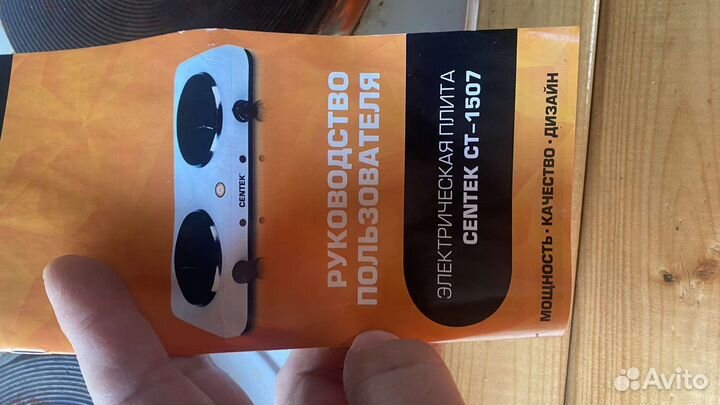 CENTEK
РУКОВОДСТВО
ПОЛЬЗОВАТЕЛЯ
ЭЛЕКТРИЧЕСКАЯ ПЛИТА
CENTEK CT-1507
МОЩНОСТЬ · КАЧЕСТВО · ДИЗАЙН
Avito